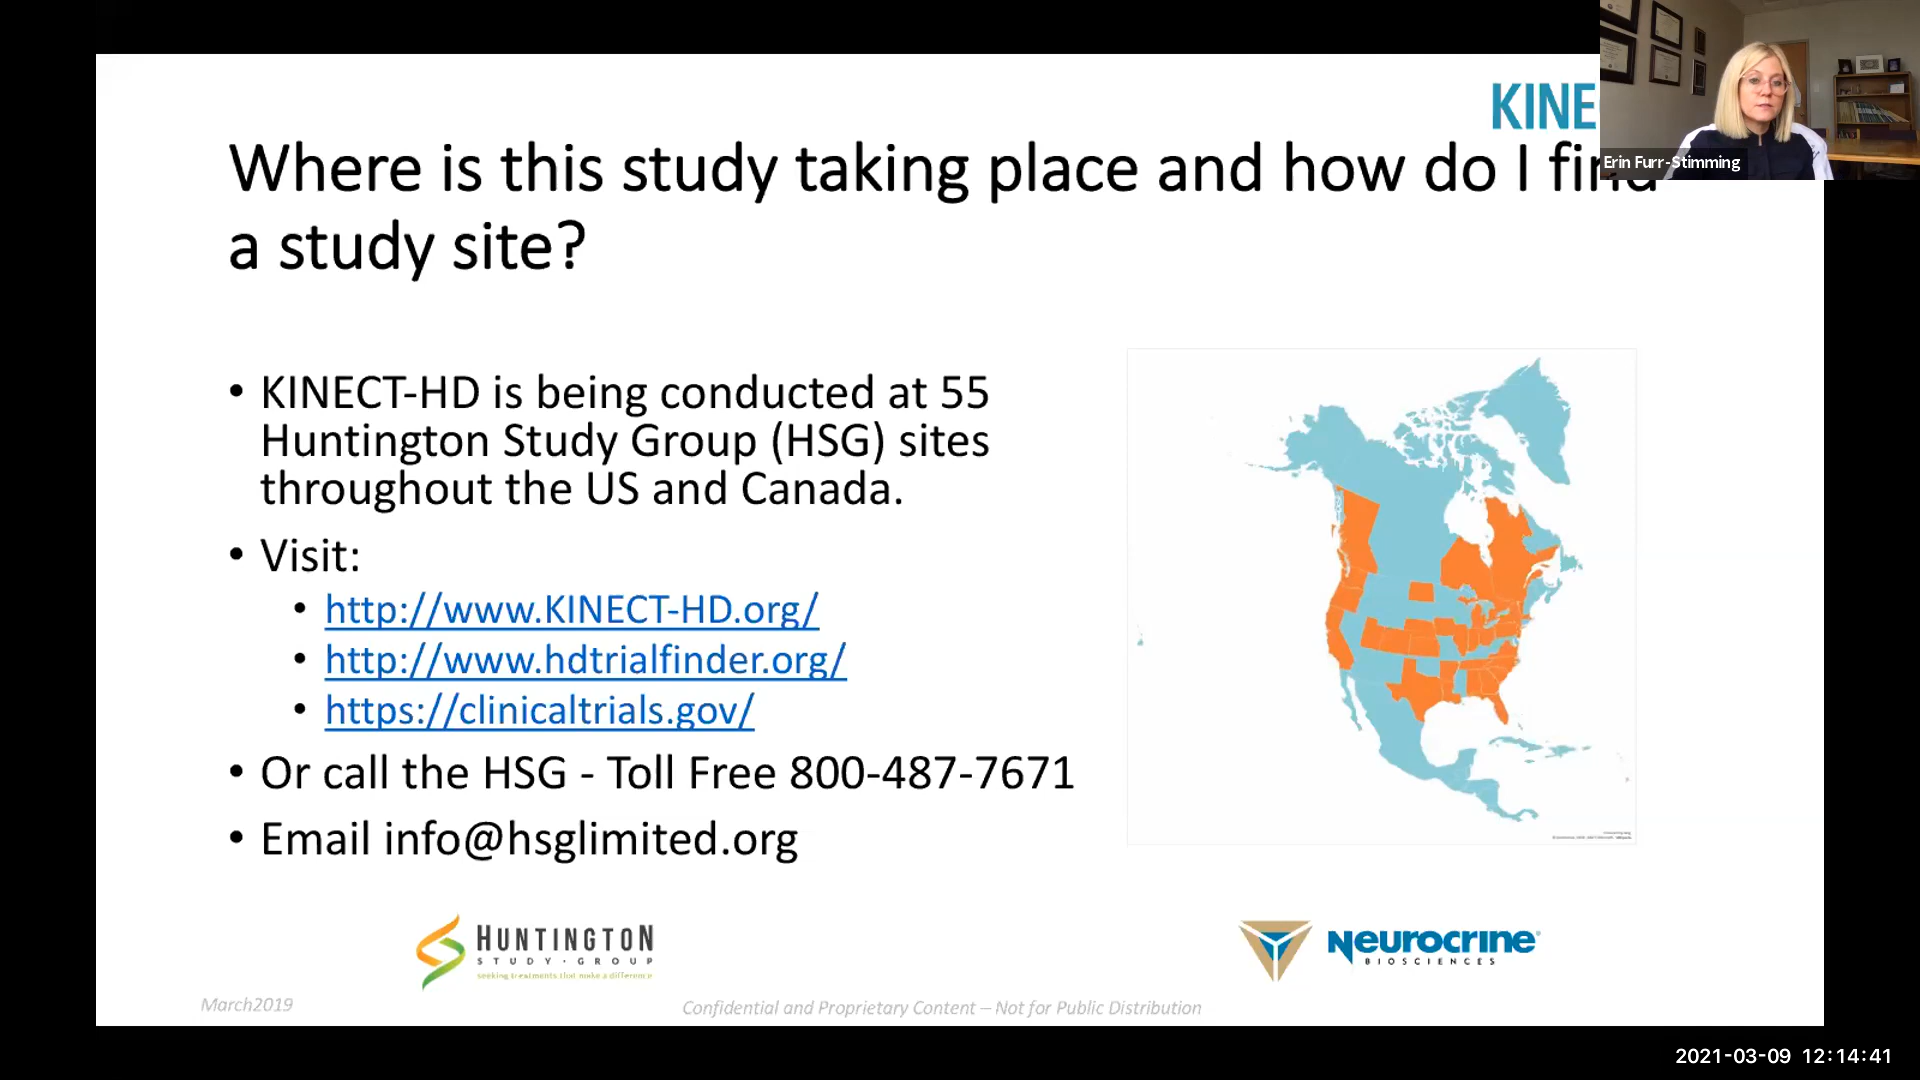 KINE
Where is this study taking place and how do I find
a study site?
Erin Furr-Stimming
• KINECT-HD is being conducted at 55
Huntington Study Group (HSG) sites
throughout the US and Canada.
• Visit:
• http://www.KINECT-HD.org/
• http://www.hdtrialfinder.org/
• https://clinicaltrials.gov/
• Or call the HSG - Toll Free 800-487-7671
• Email info@hsglimited.org
HUNTINGTON
STUDY · GROUP
seeking treatments that make a difference
NEUROCRINE®
BIOSCIENCES
March2019
Confidential and Proprietary Content – Not for Public Distribution
2021-03-09 12:14:41